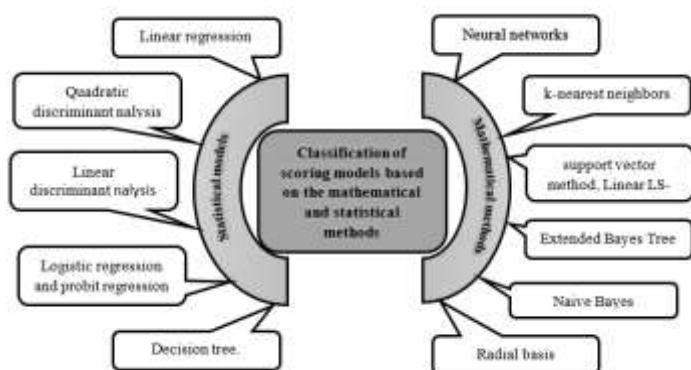 Linear regression
Quadratic
discriminant nalysis
Linear
discriminant nalysis
Logistic regression
and probit regression
Decision tree.
Statistical models
Classification of
scoring models based
on the mathematical
and statistical
methods
Mathematical methods
Neural networks
k-nearest neighbors
support vector
method, Linear LS-
Extended Bayes Tree
Naive Bayes
Radial basis